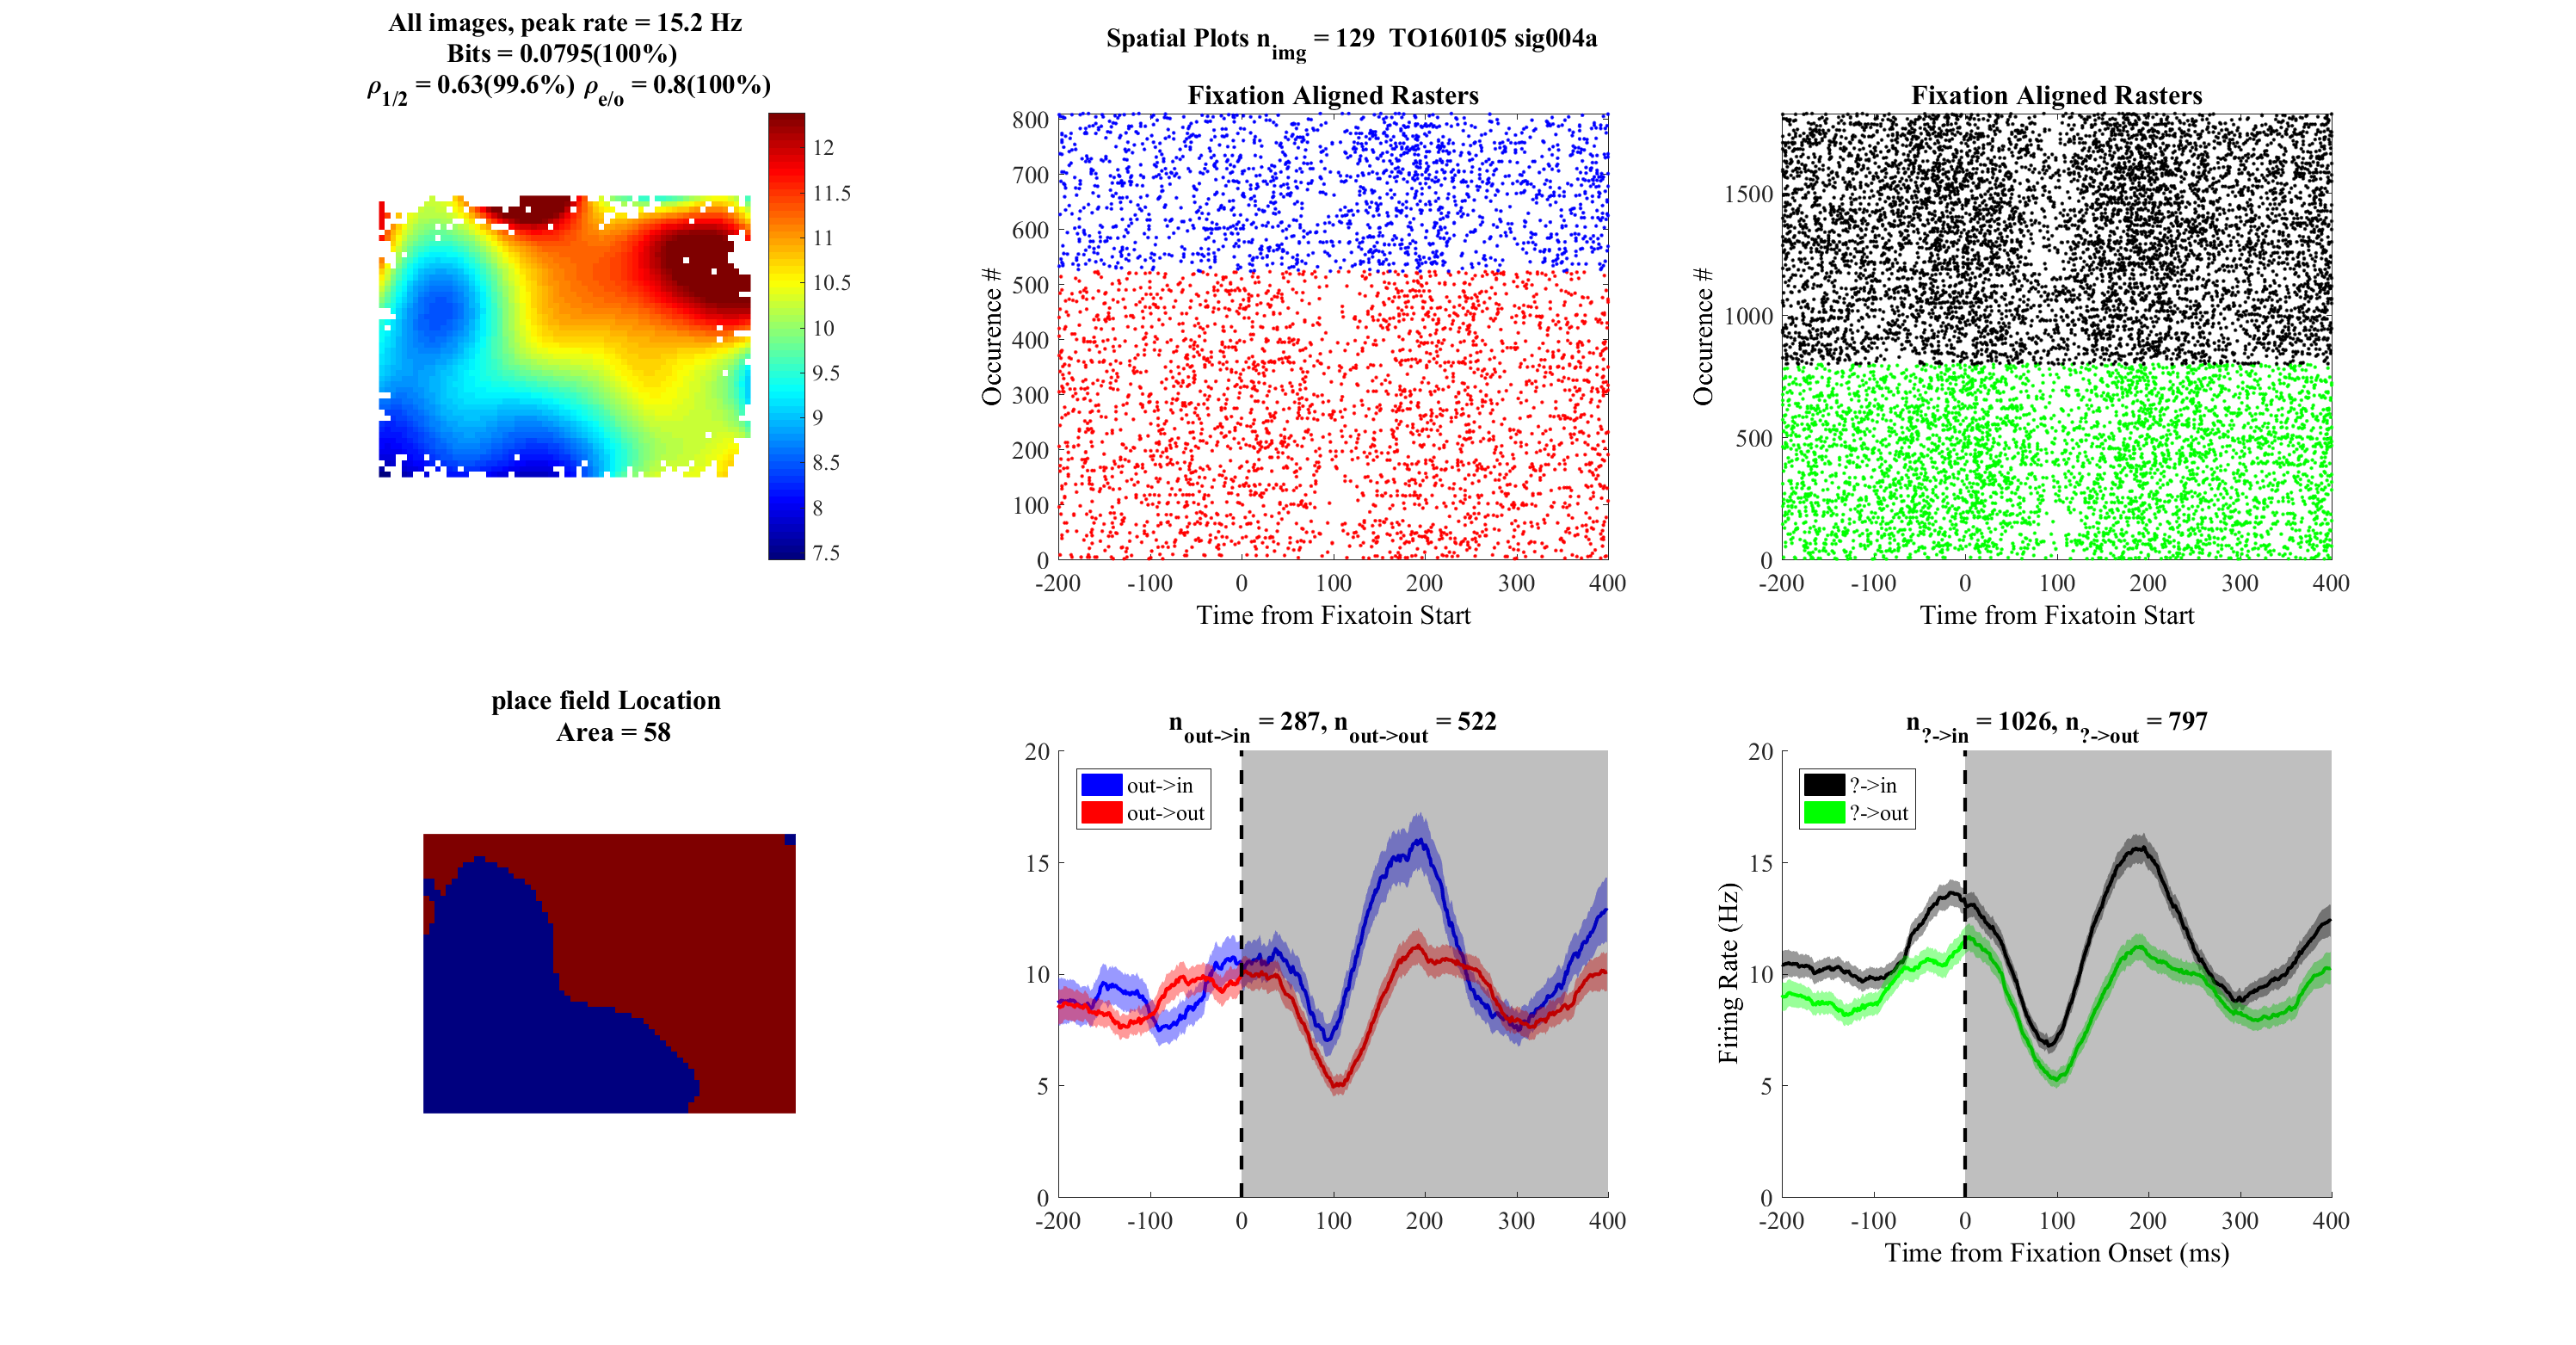 All images, peak rate = 15.2 Hz
Bits = 0.0795(100%)
ρ1/2 = 0.63(99.6%) ρe/o = 0.8(100%)
12
11.5
11
10.5
10
9.5
9
8.5
8
7.5
Spatial Plots nimg = 129 TO160105 sig004a
Fixation Aligned Rasters
800
700
600
500
400
300
200
100
0
Occurence #
-200 -100 0 100 200 300 400
Time from Fixatoin Start
Fixation Aligned Rasters
1500
1000
500
0
Occurence #
-200 -100 0 100 200 300 400
Time from Fixatoin Start
place field Location
Area = 58
nout->in = 287, nout->out = 522
20
15
10
5
0
out->in
out->out
-200 -100 0 100 200 300 400
n?->in = 1026, n?->out = 797
20
15
10
5
0
Firing Rate (Hz)
?->in
?->out
-200 -100 0 100 200 300 400
Time from Fixation Onset (ms)